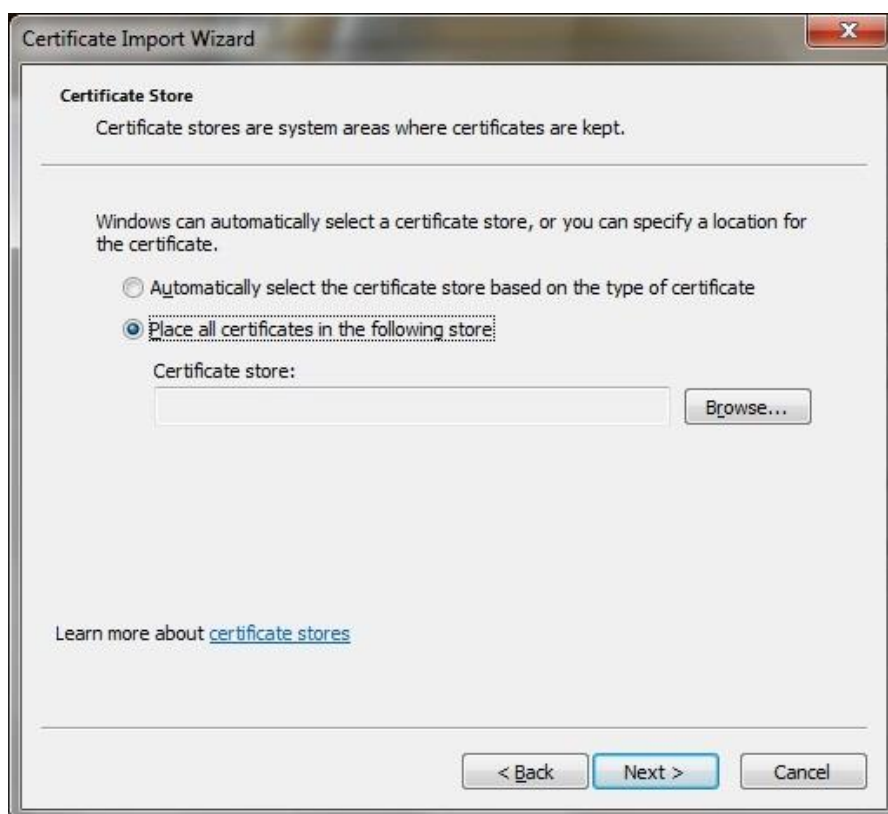 Certificate Import Wizard
Certificate Store
Certificate stores are system areas where certificates are kept.
Windows can automatically select a certificate store, or you can specify a location for
the certificate.
Automatically select the certificate store based on the type of certificate
Place all certificates in the following store
Certificate store:
Browse...
Learn more about certificate stores
< Back Next > Cancel